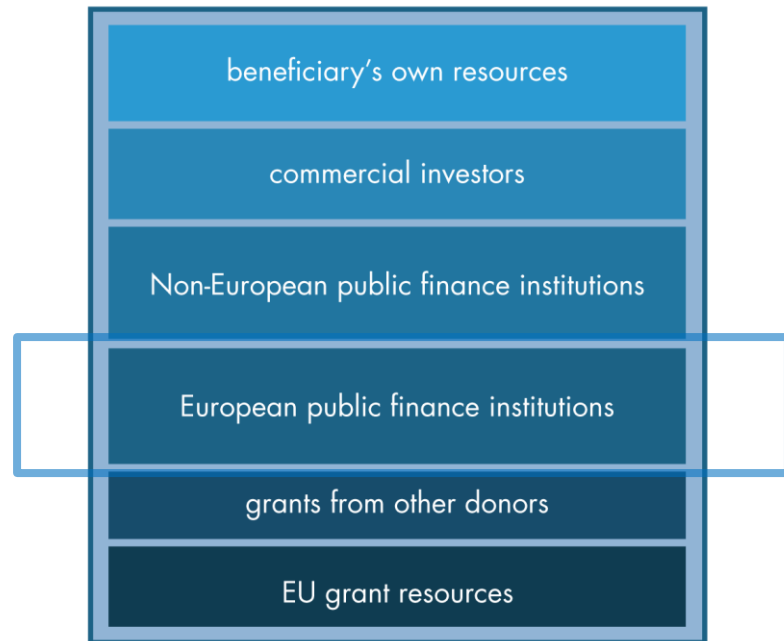 beneficiary’s own resources
commercial investors
Non-European public finance institutions
European public finance institutions
grants from other donors
EU grant resources